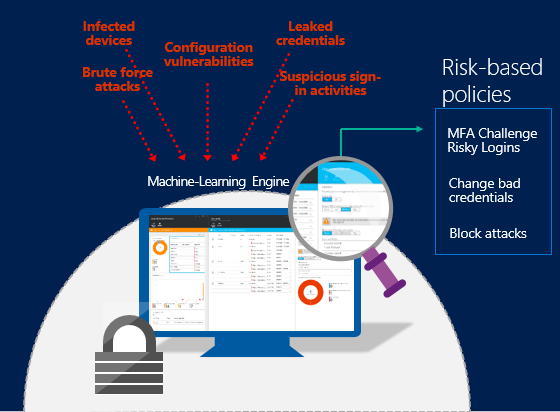 Infected
devices
Leaked
credentials
Configuration
vulnerabilities
Brute force
attacks
Suspicious sign-
in activities
Risk-based
policies
MFA Challenge
Risky Logins
Change bad
credentials
Block attacks
Machine-Learning Engine